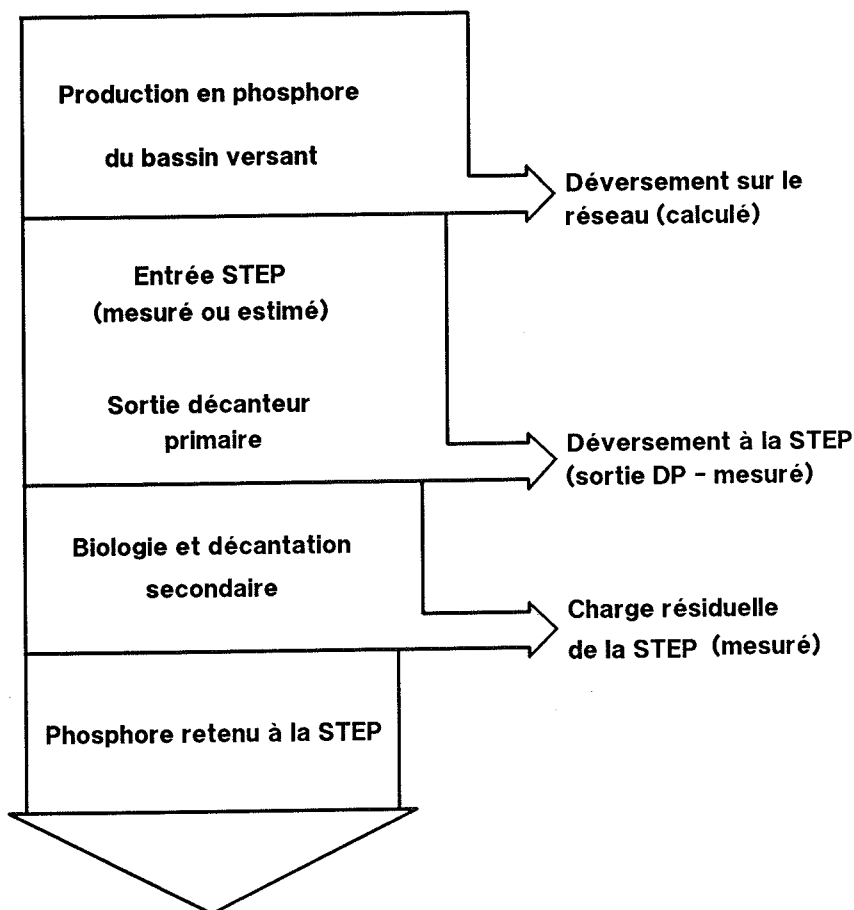 Production en phosphore
du bassin versant
Déversement sur le
réseau (calculé)
Entrée STEP
(mesuré ou estimé)
Sortie décanteur
primaire
Déversement à la STEP
(sortie DP - mesuré)
Biologie et décantation
secondaire
Charge résiduelle
de la STEP (mesuré)
Phosphore retenu à la STEP